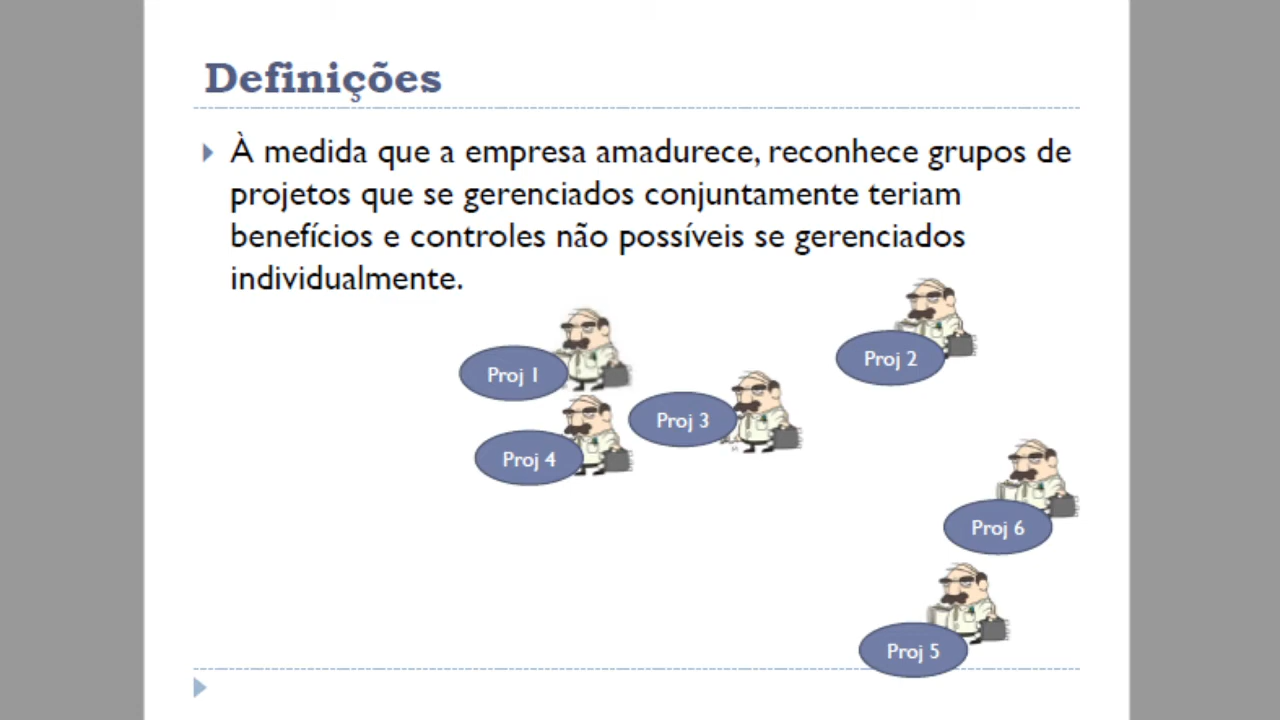 Definições
À medida que a empresa amadurece, reconhece grupos de
projetos que se gerenciados conjuntamente teriam
benefícios e controles não possíveis se gerenciados
individualmente.
Proj 1
Proj 2
Proj 3
Proj 4
Proj 6
Proj 5